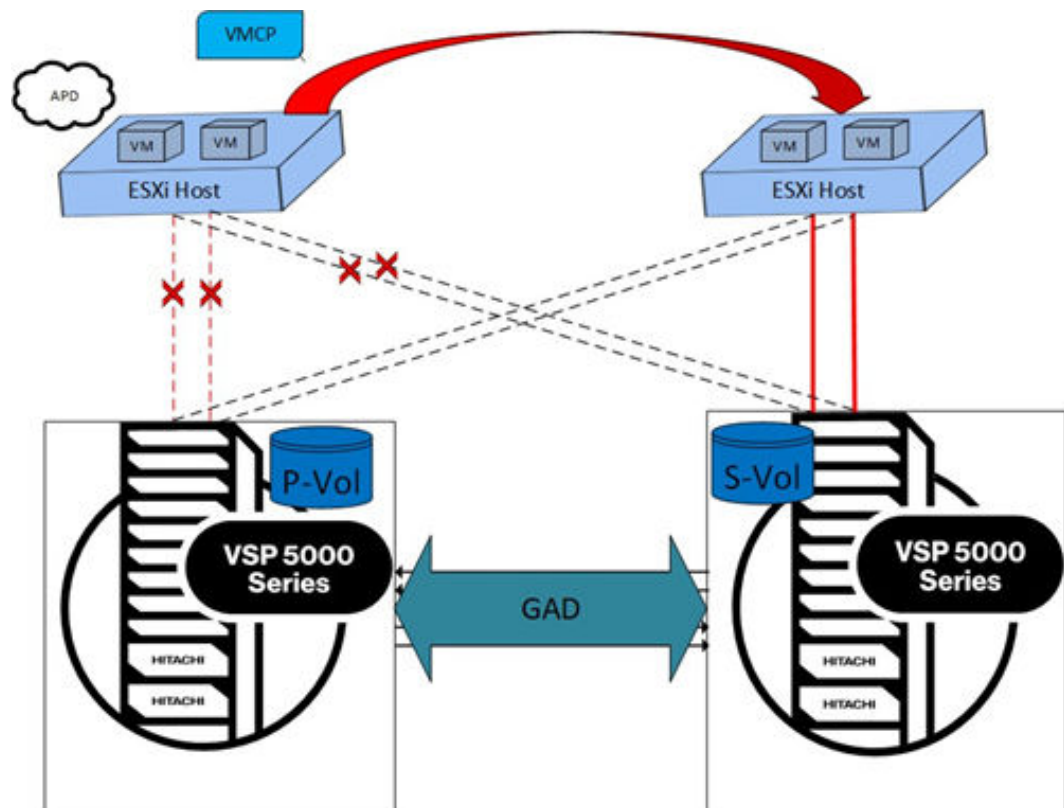 VMCP
APD
VM
VM
ESXi Host
VM
VM
ESXi Host
P-Vol
S-Vol
VSP 5000
Series
VSP 5000
Series
GAD
HITACHI
HITACHI
HITACHI
HITACHI